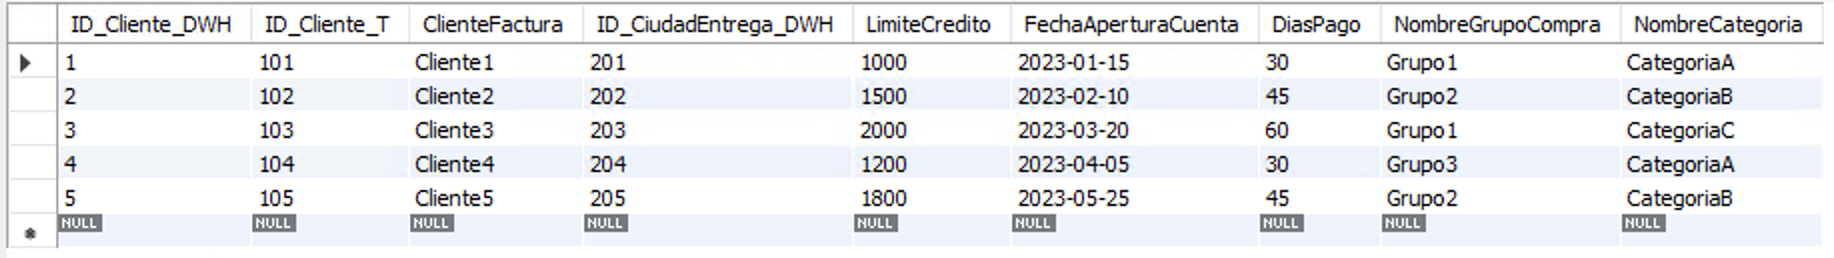 ID_Cliente_DWH ID_Cliente_T ClienteFactura ID_CiudadEntrega_DWH LimiteCredito FechaAperturaCuenta DiasPago NombreGrupoCompra NombreCategoria
1 101 Cliente1 201 1000 2023-01-15 30 Grupo1 CategoriaA
2 102 Cliente2 202 1500 2023-02-10 45 Grupo2 CategoriaB
3 103 Cliente3 203 2000 2023-03-20 60 Grupo1 CategoriaC
4 104 Cliente4 204 1200 2023-04-05 30 Grupo3 CategoriaA
5 105 Cliente5 205 1800 2023-05-25 45 Grupo2 CategoriaB
NULL NULL NULL NULL NULL NULL NULL NULL NULL